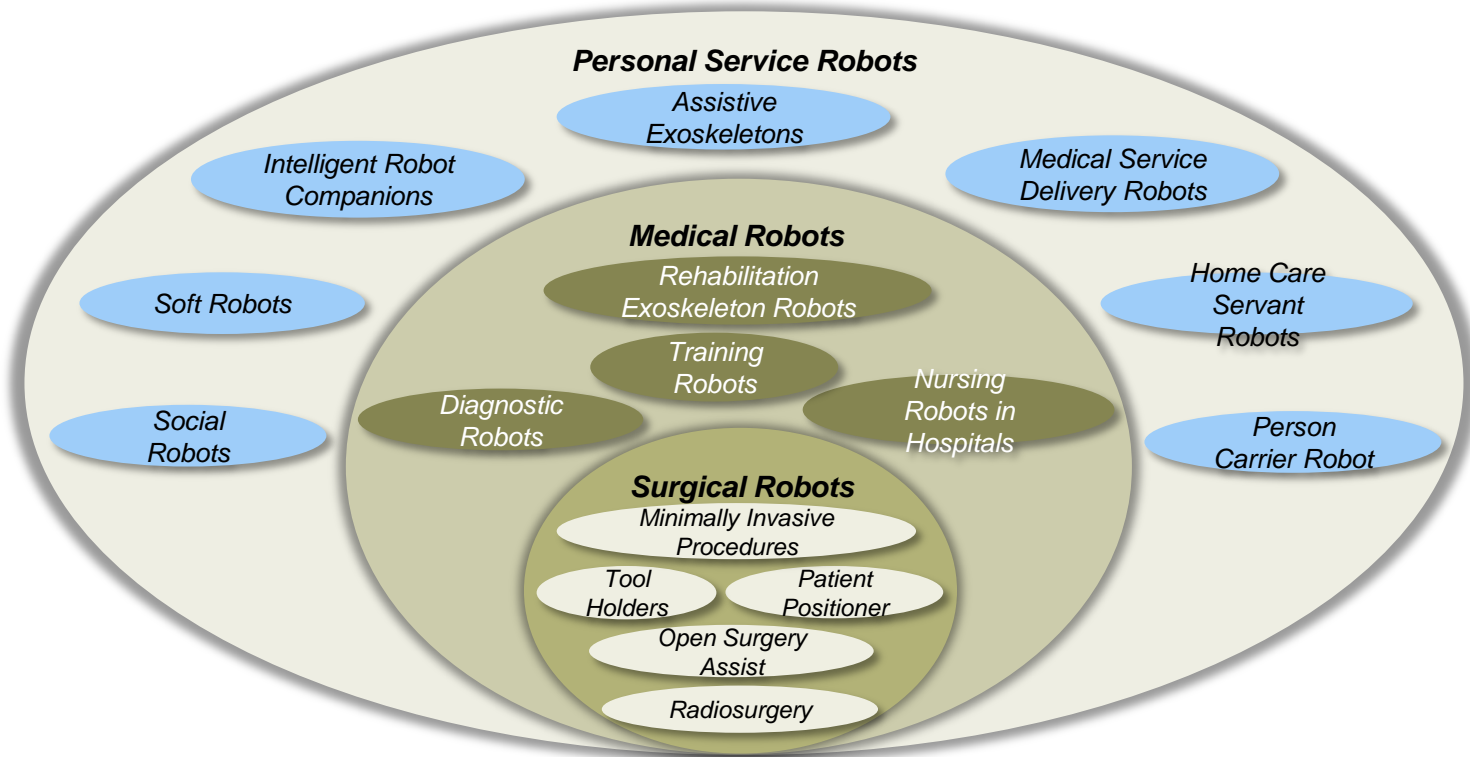 Personal Service Robots
Assistive
Exoskeletons
Intelligent Robot
Companions
Medical Service
Delivery Robots
Soft Robots
Home Care
Servant
Robots
Social
Robots
Person
Carrier Robot
Medical Robots
Rehabilitation
Exoskeleton Robots
Training
Robots
Diagnostic
Robots
Nursing
Robots in
Hospitals
Surgical Robots
Minimally Invasive
Procedures
Tool
Holders
Patient
Positioner
Open Surgery
Assist
Radiosurgery